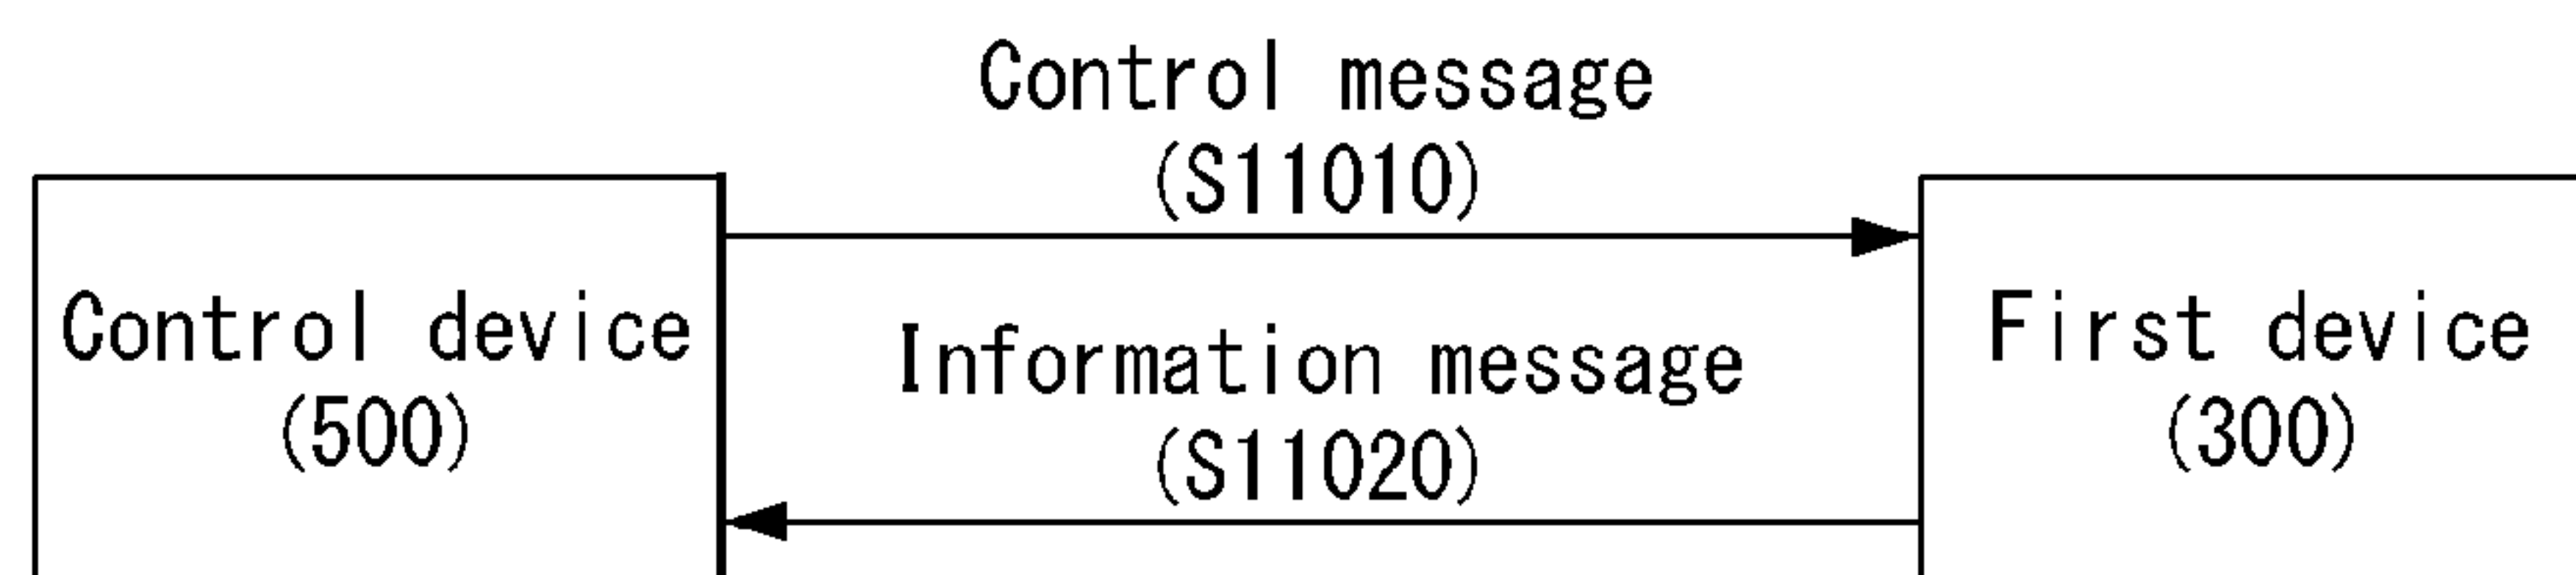 Control message
(S11010)
Control device
(500)
Information message
(S11020)
First device
(300)